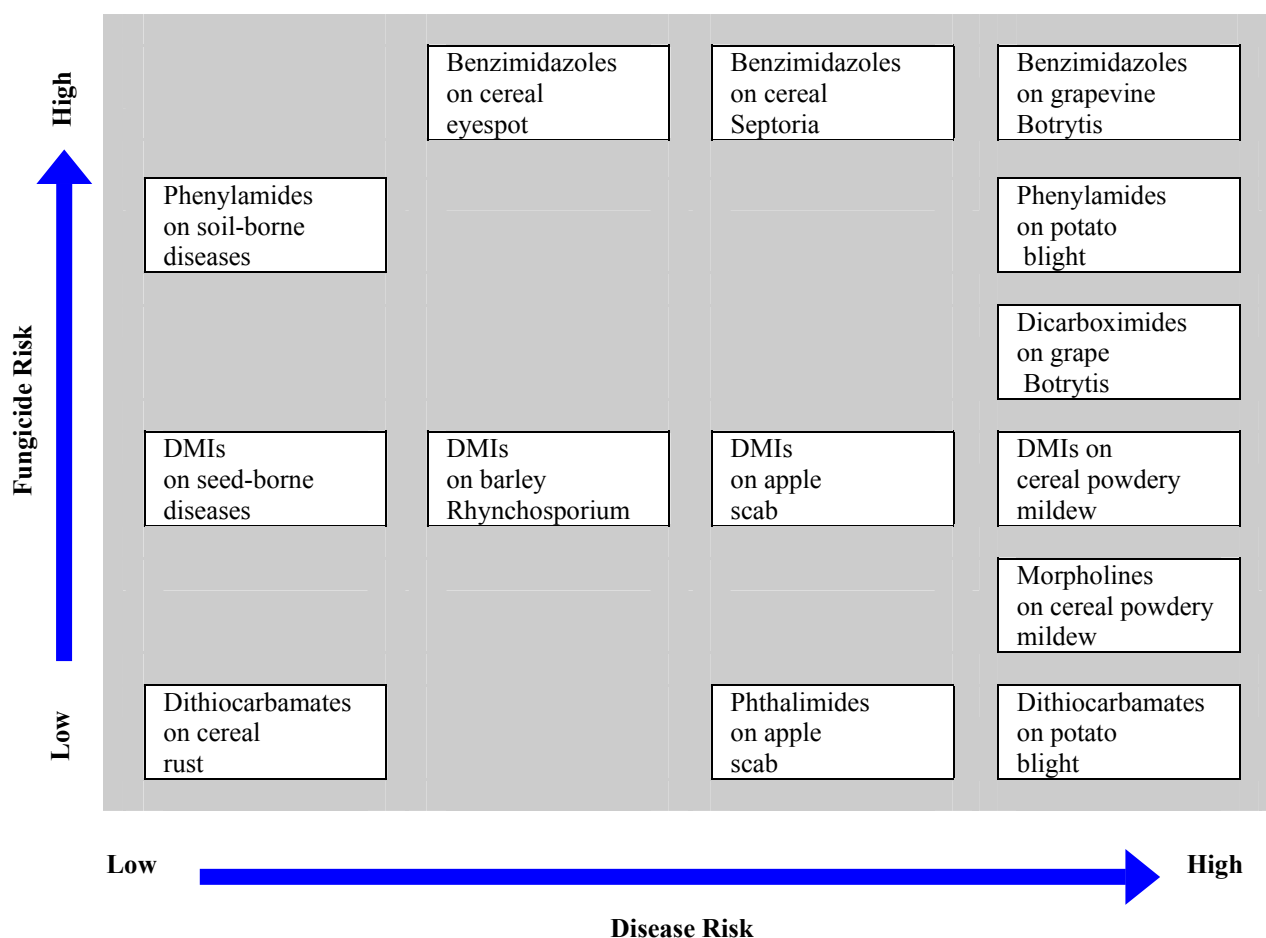 High
Fungicide Risk
Low
Benzimidazoles
on cereal
eyespot
Benzimidazoles
on cereal
Septoria
Benzimidazoles
on grapevine
Botrytis
Phenylamides
on soil-borne
diseases
Phenylamides
on potato
blight
Dicarboximides
on grape
Botrytis
DMIs
on seed-borne
diseases
DMIs
on barley
Rhynchosporium
DMIs
on apple
scab
DMIs on
cereal powdery
mildew
Morpholines
on cereal powdery
mildew
Dithiocarbamates
on cereal
rust
Phthalimides
on apple
scab
Dithiocarbamates
on potato
blight
Low
High
Disease Risk